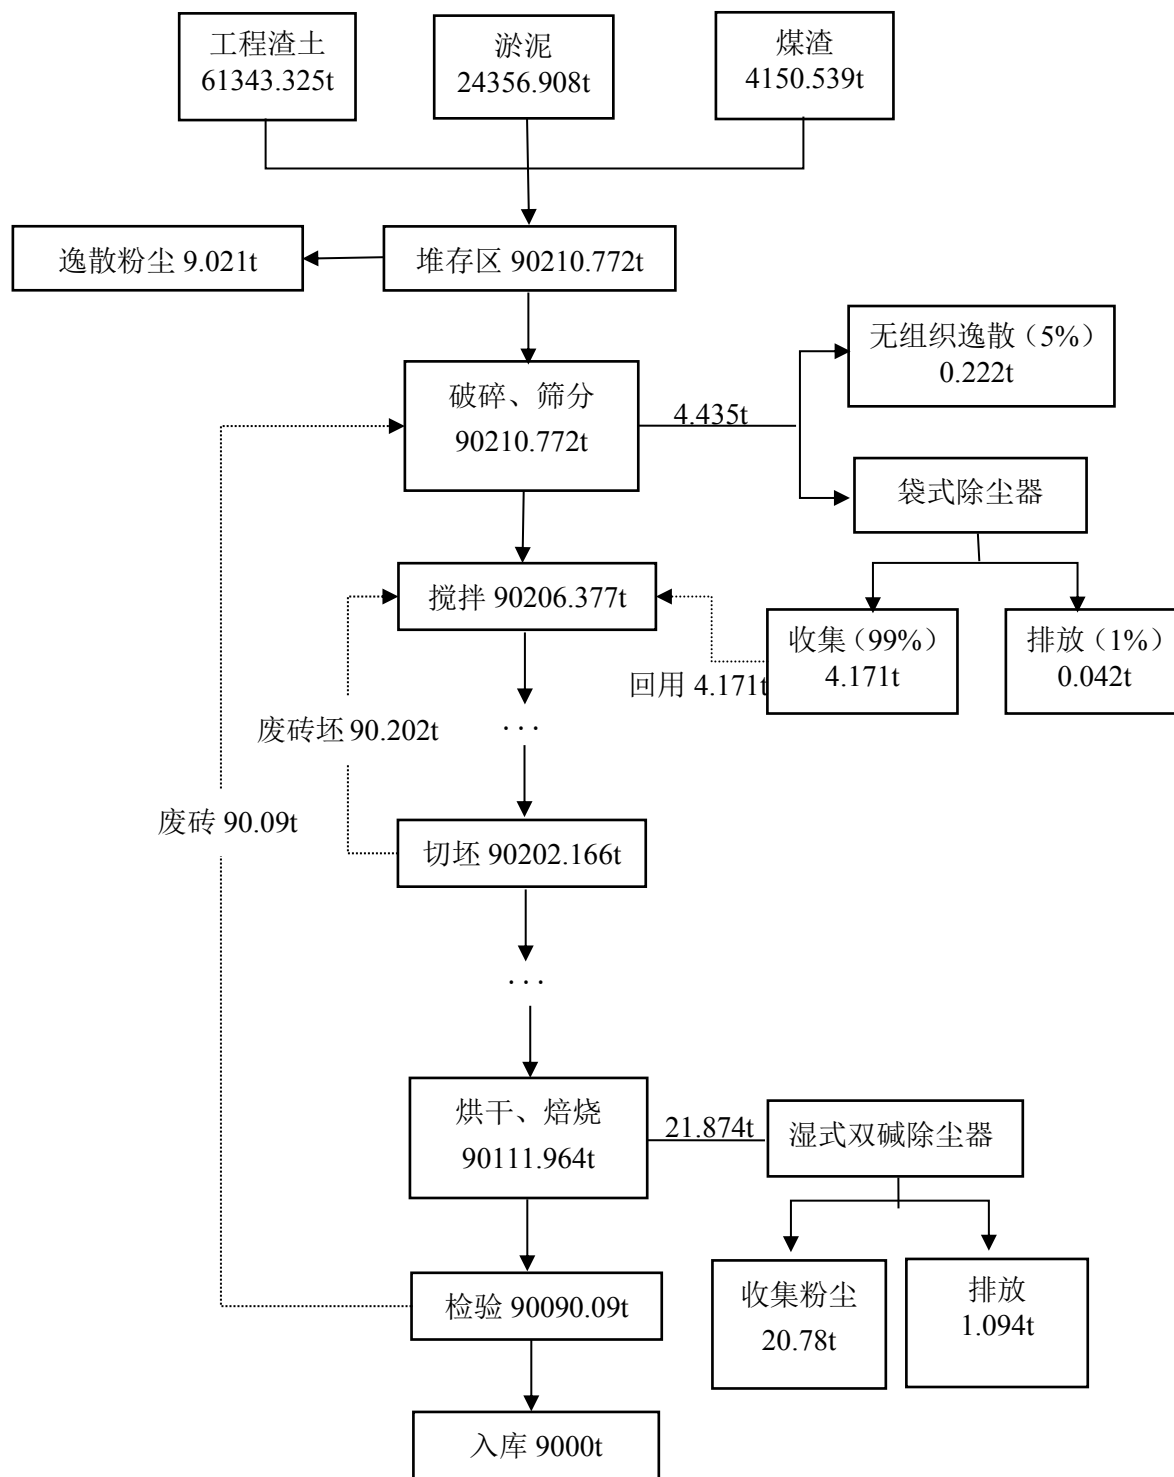 工程渣土
61343.325t
淤泥
24356.908t
煤渣
4150.539t
逸散粉尘 9.021t
堆存区 90210.772t
无组织逸散（5%）
0.222t
破碎、筛分
90210.772t
4.435t
袋式除尘器
搅拌 90206.377t
收集（99%）
4.171t
排放（1%）
0.042t
回用 4.171t
废砖坯 90.202t
···
废砖 90.09t
切坯 90202.166t
···
烘干、焙烧
90111.964t
21.874t
湿式双碱除尘器
收集粉尘
20.78t
排放
1.094t
检验 90090.09t
入库 9000t